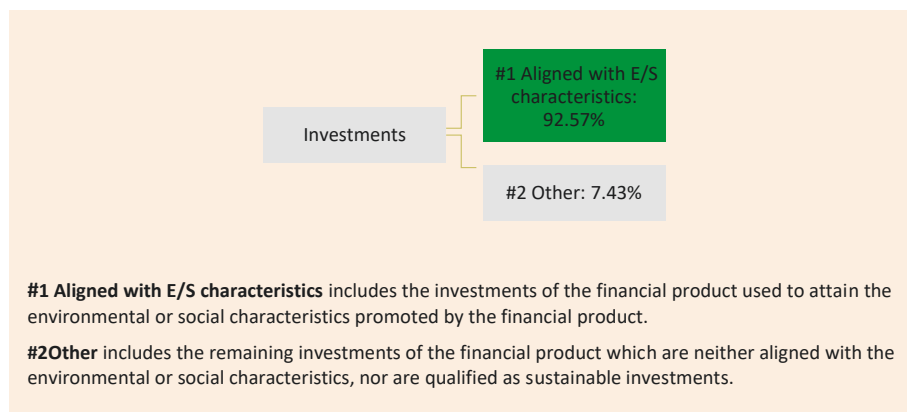 #1 Aligned with E/S
characteristics:
92.57%
Investments
#2 Other: 7.43%
#1 Aligned with E/S characteristics includes the investments of the financial product used to attain the
environmental or social characteristics promoted by the financial product.
#2Other includes the remaining investments of the financial product which are neither aligned with the
environmental or social characteristics, nor are qualified as sustainable investments.